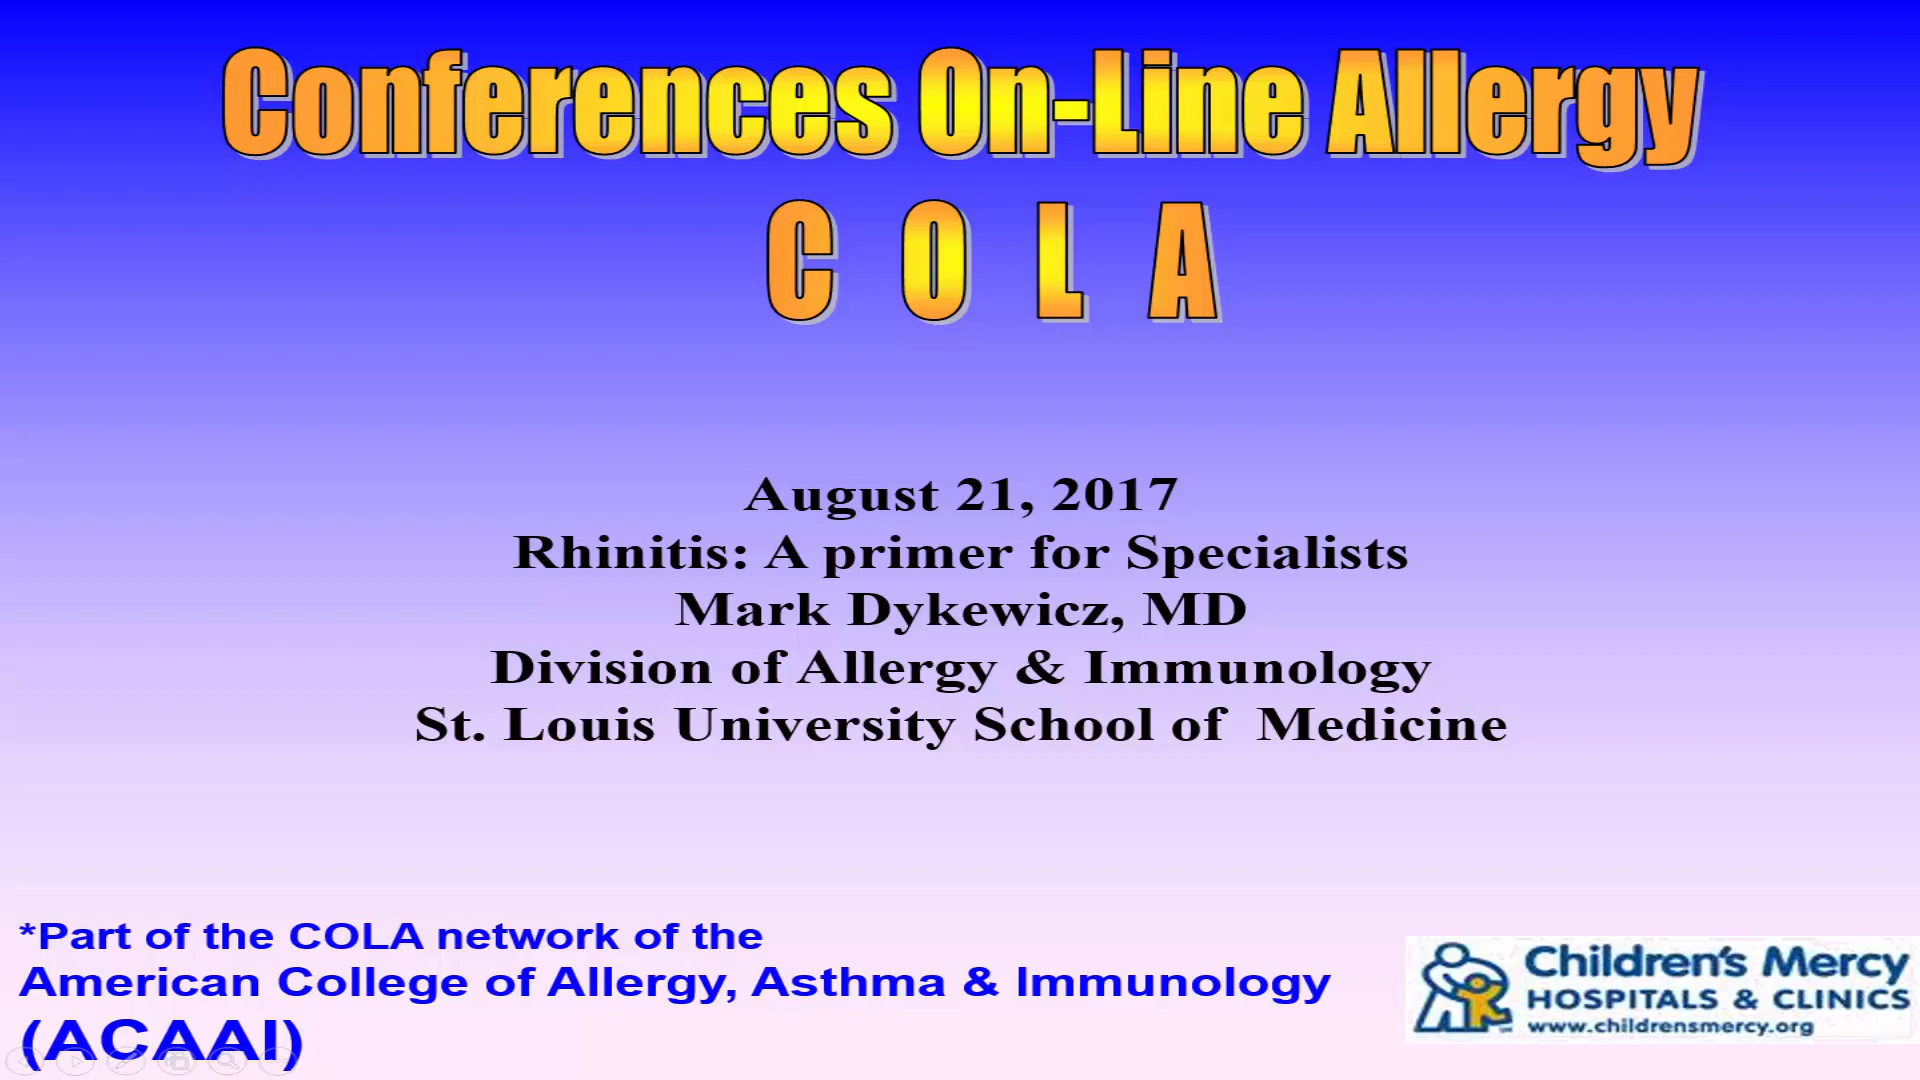 Conferences On-Line Allergy
C O L A
August 21, 2017
Rhinitis: A primer for Specialists
Mark Dykewicz, MD
Division of Allergy & Immunology
St. Louis University School of Medicine
*Part of the COLA network of the
American College of Allergy, Asthma & Immunology
(ACAAI)
Children's Mercy
HOSPITALS & CLINICS
www.childrensmercy.org